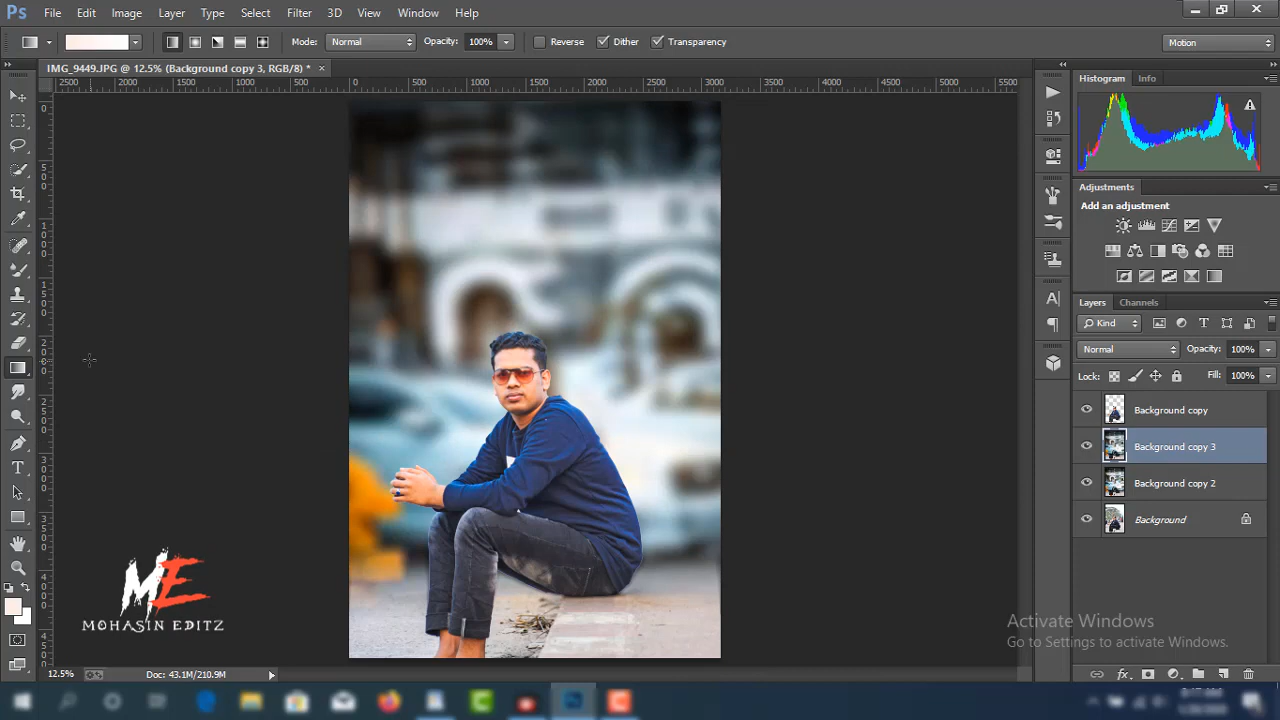 Ps File Edit Image Layer Type Select Filter 3D View Window Help
Mode: Normal Opacity: 100% Reverse Dither Transparency Motion
IMG_9449.JPG @ 12.5% (Background copy 3, RGB/8) * ×
2500 2000 1500 1000 500 0 500 1000 1500 2000 2500 3000 3500 4000 4500 5000 5500
Histogram Info
Adjustments
Add an adjustment
Layers Channels
Kind
Normal Opacity: 100%
Lock: Fill: 100%
Background copy
Background copy 3
Background copy 2
Background
ME
MOHASIN EDITZ
Activate Windows
Go to Settings to activate Windows.
12.5% Doc: 43.1M/210.9M